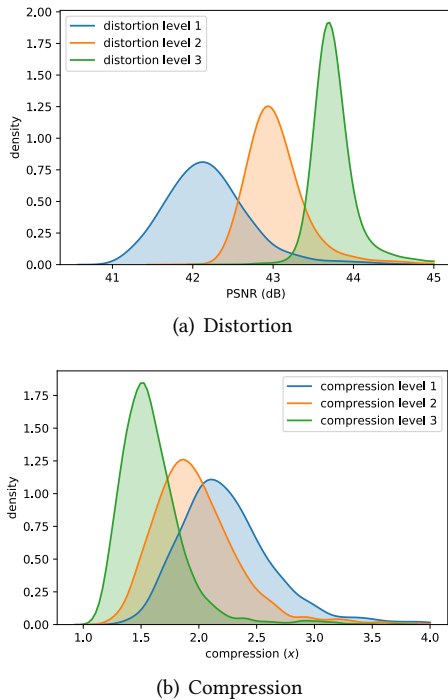 2.00
1.75
1.50
1.25
1.00
0.75
0.50
0.25
0.00
density
distortion level 1
distortion level 2
distortion level 3
41 42 43 44 45
PSNR (dB)
(a) Distortion
1.75
1.50
1.25
1.00
0.75
0.50
0.25
0.00
density
compression level 1
compression level 2
compression level 3
1.0 1.5 2.0 2.5 3.0 3.5 4.0
compression (x)
(b) Compression